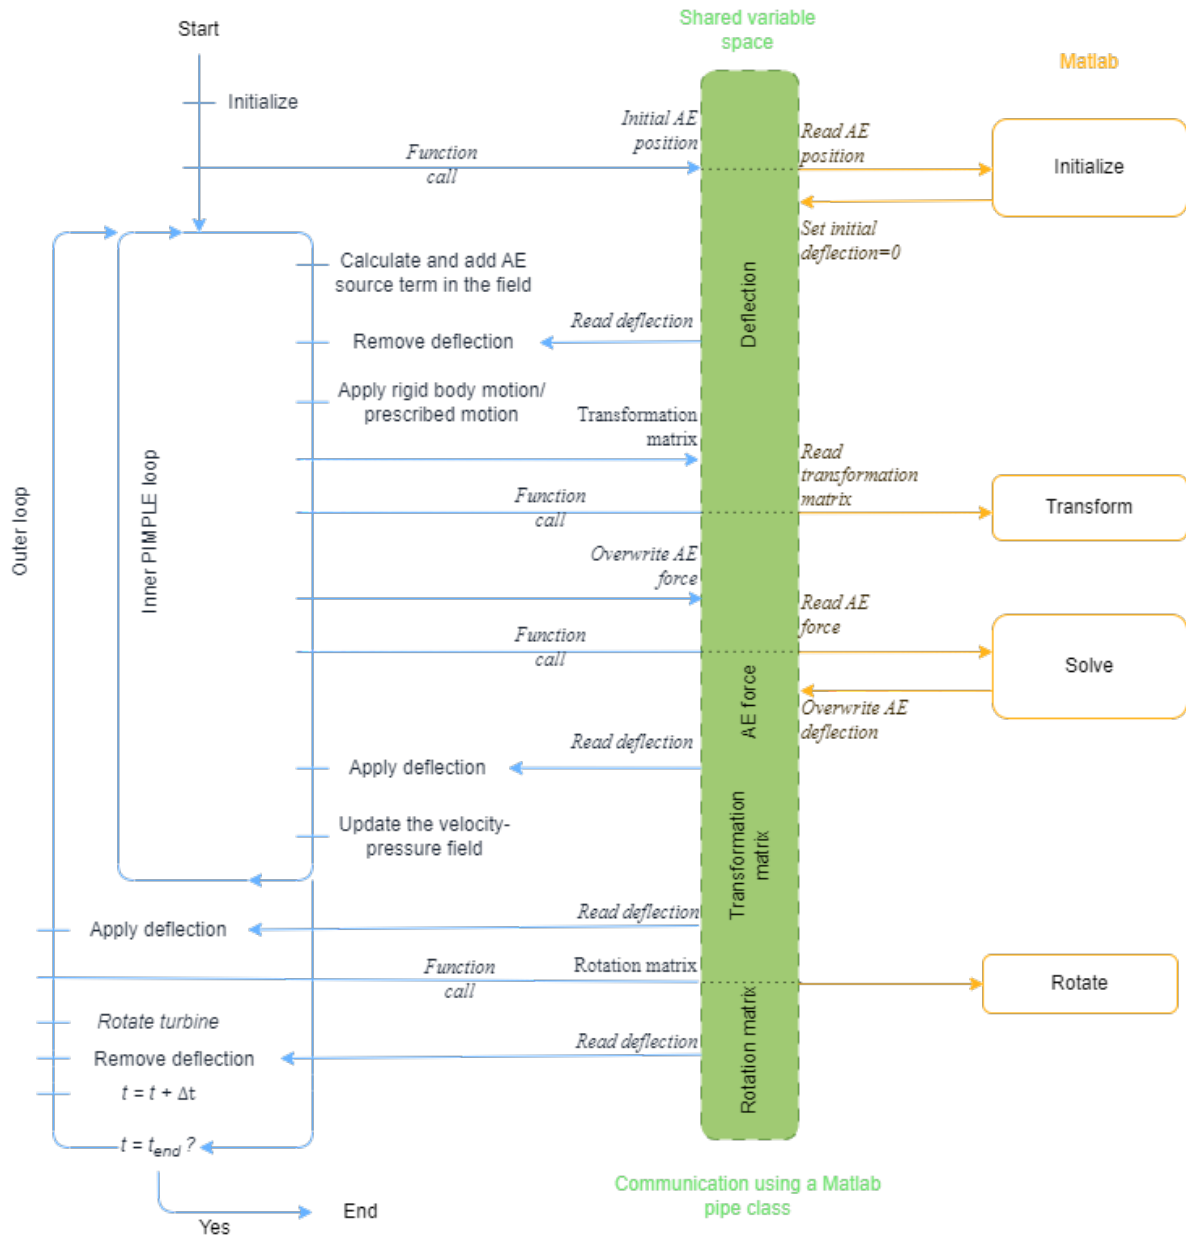 Start
Shared variable
space
Matlab
Initialize
Initial AE
position
Read AE
position
Function
call
Initialize
Set initial
deflection=0
Calculate and add AE
source term in the field
Deflection
Read deflection
Remove deflection
Apply rigid body motion/
prescribed motion
Transformation
matrix
Read
transformation
matrix
Outer loop
Inner PIMPLE loop
Function
call
Transform
Overwrite AE
force
Read AE
force
Function
call
Solve
AE force
Overwrite AE
deflection
Read deflection
Apply deflection
Update the velocity-
pressure field
Transformation
matrix
Read deflection
Apply deflection
Function
call
Rotation matrix
Rotate
Rotation matrix
Rotate turbine
Read deflection
Remove deflection
t = t + Δt
t = tend ?
Communication using a Matlab
pipe class
End
Yes